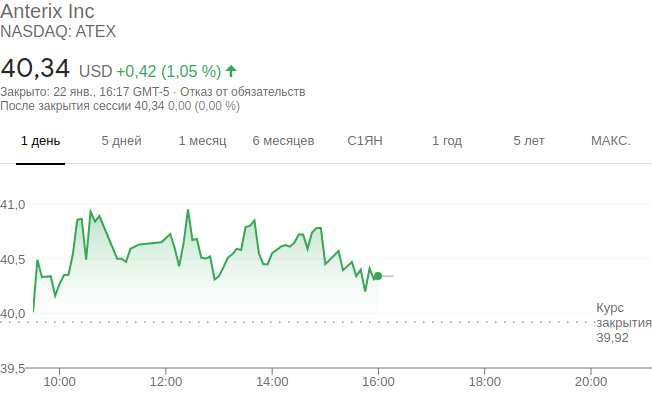 Anterix Inc
NASDAQ: ATEX
40,34 USD +0,42 (1,05 %)
Закрыто: 22 янв., 16:17 GMT-5 · Отказ от обязательств
После закрытия сессии 40,34 0,00 (0,00 %)
1 день 5 дней 1 месяц 6 месяцев С1ЯН 1 год 5 лет МАКС.
41,0
40,5
40,0
Курс
закрытия
39,92
39,5
10:00 12:00 14:00 16:00 18:00 20:00